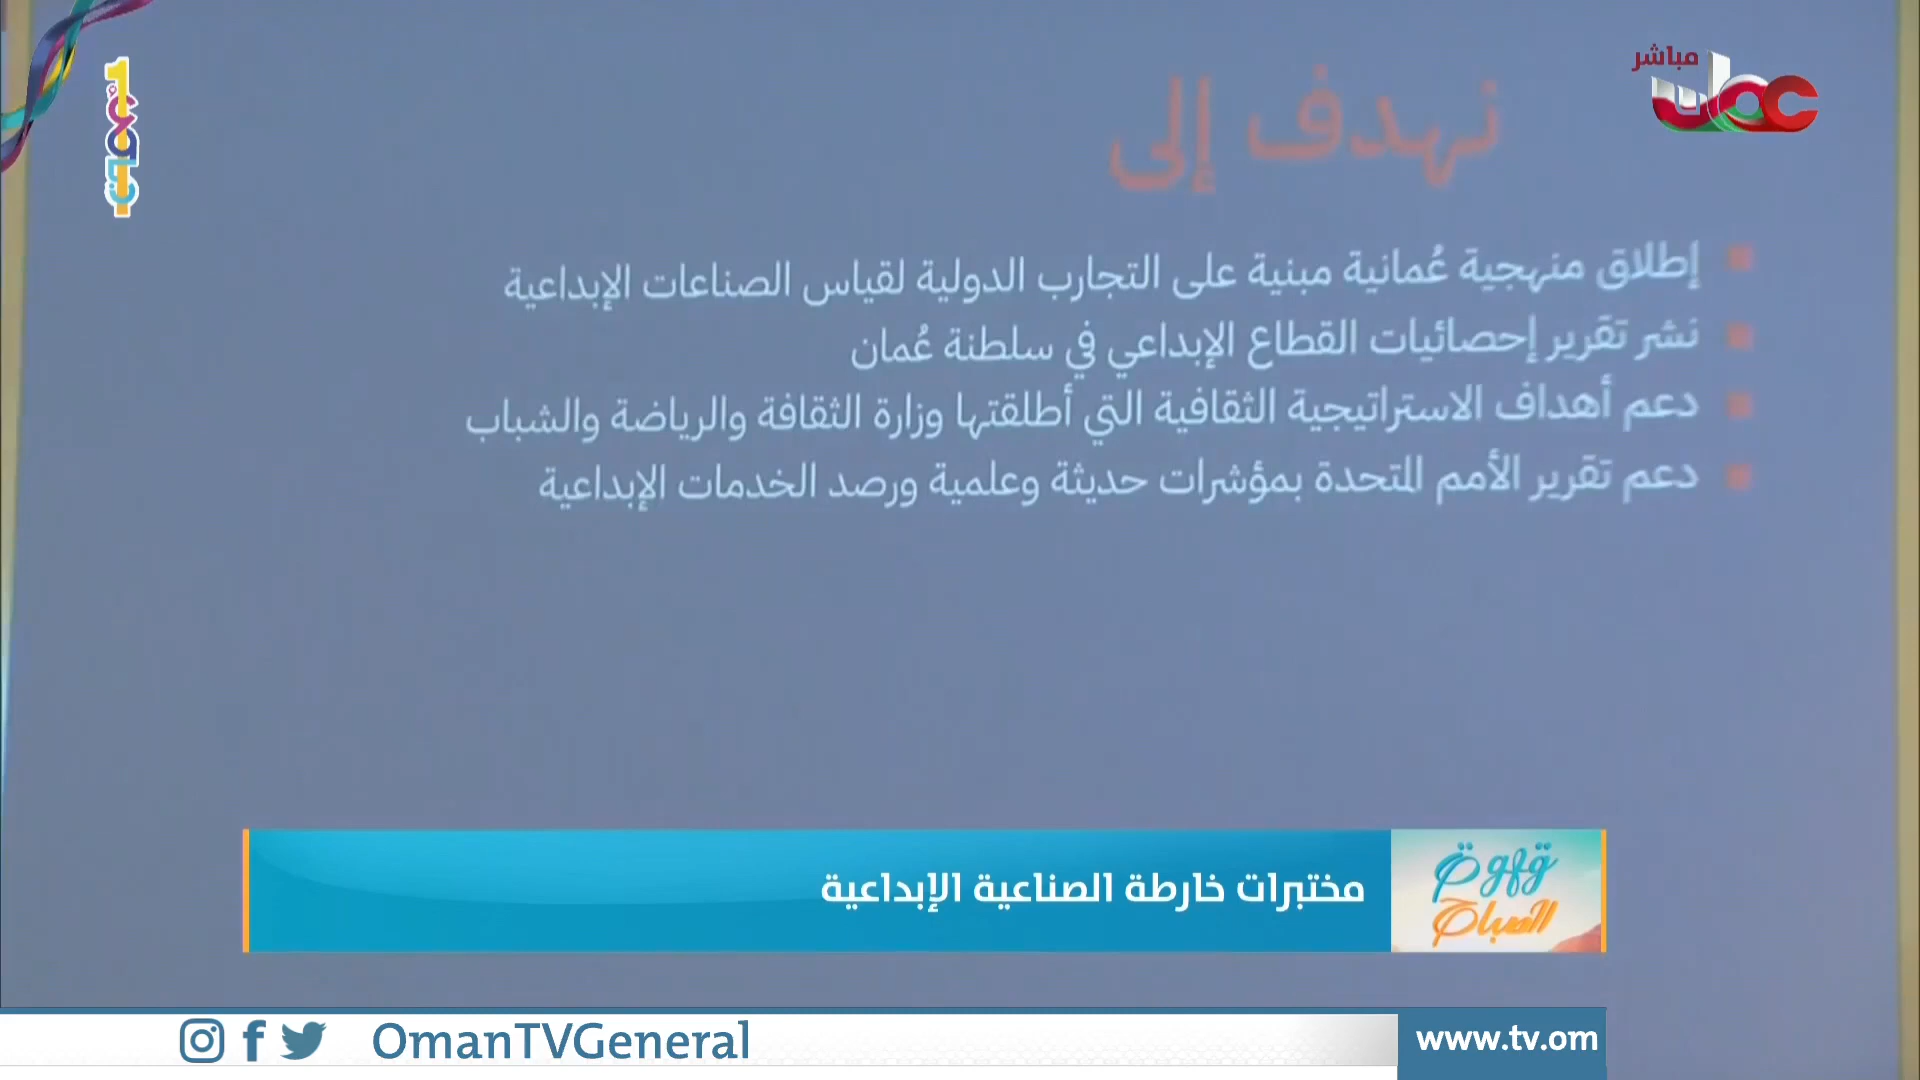 مباشر
عمان
نهدف إلى
إطلاق منهجية عُمانية مبنية على التجارب الدولية لقياس الصناعات الإبداعية
نشر تقرير إحصائيات القطاع الإبداعي في سلطنة عُمان
دعم أهداف الاستراتيجية الثقافية التي أطلقتها وزارة الثقافة والرياضة والشباب
دعم تقرير الأمم المتحدة بمؤشرات حديثة وعلمية ورصد الخدمات الإبداعية
قهوة
الصباح
مختبرات خارطة الصناعية الإبداعية
OmanTVGeneral
www.tv.om